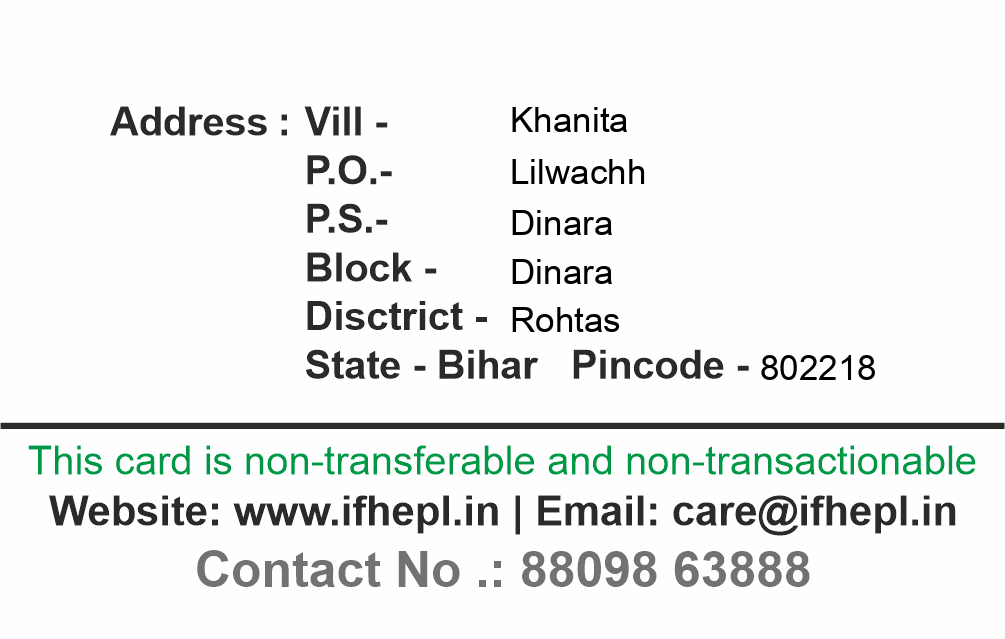 Address : Vill - Khanita
P.O.- Lilwachh
P.S.- Dinara
Block - Dinara
Disctrict - Rohtas
State - Bihar Pincode - 802218
This card is non-transferable and non-transactionable
Website: www.ifhepl.in | Email: care@ifhepl.in
Contact No .: 88098 63888